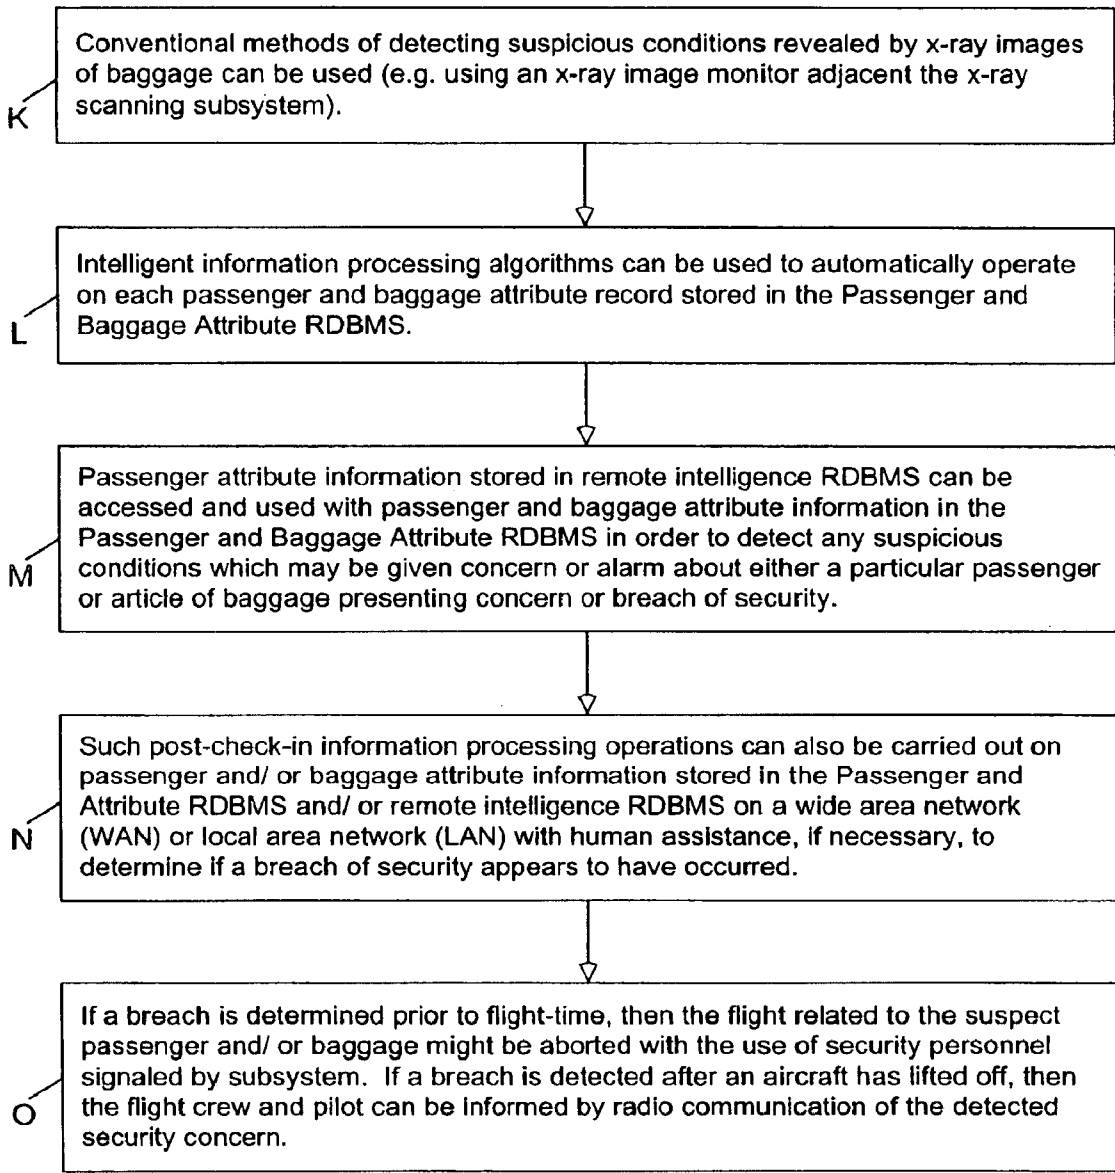 Conventional methods of detecting suspicious conditions revealed by x-ray images
of baggage can be used (e.g. using an x-ray image monitor adjacent the x-ray
scanning subsystem).
K
Intelligent information processing algorithms can be used to automatically operate
on each passenger and baggage attribute record stored in the Passenger and
Baggage Attribute RDBMS.
L
Passenger attribute information stored in remote intelligence RDBMS can be
accessed and used with passenger and baggage attribute information in the
Passenger and Baggage Attribute RDBMS in order to detect any suspicious
conditions which may be given concern or alarm about either a particular passenger
or article of baggage presenting concern or breach of security.
M
Such post-check-in information processing operations can also be carried out on
passenger and/ or baggage attribute information stored in the Passenger and
Attribute RDBMS and/ or remote intelligence RDBMS on a wide area network
(WAN) or local area network (LAN) with human assistance, if necessary, to
determine if a breach of security appears to have occurred.
N
If a breach is determined prior to flight-time, then the flight related to the suspect
passenger and/ or baggage might be aborted with the use of security personnel
signaled by subsystem.  If a breach is detected after an aircraft has lifted off, then
the flight crew and pilot can be informed by radio communication of the detected
security concern.
O